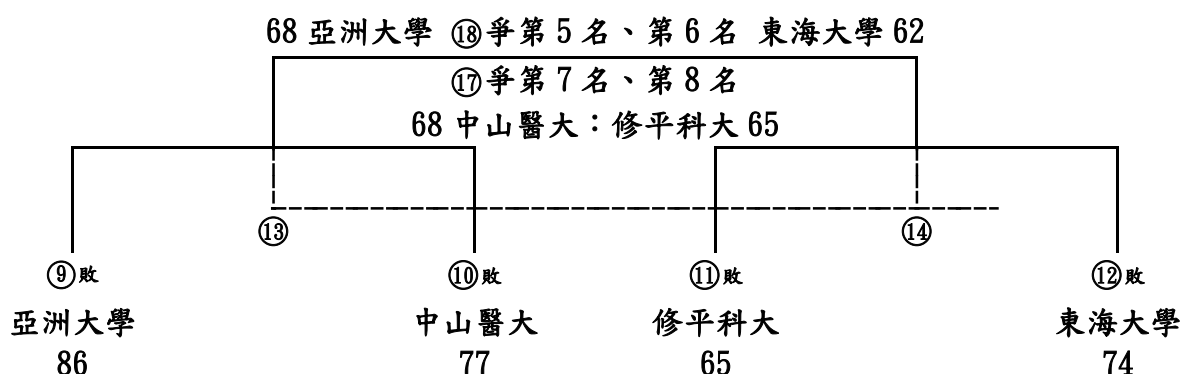 68 亞洲大學 ⑱爭第 5 名、第 6 名 東海大學 62
⑰爭第 7 名、第 8 名
68 中山醫大：修平科大 65
⑬ ⑭
⑨敗 ⑩敗 ⑪敗 ⑫敗
亞洲大學 中山醫大 修平科大 東海大學
86 77 65 74